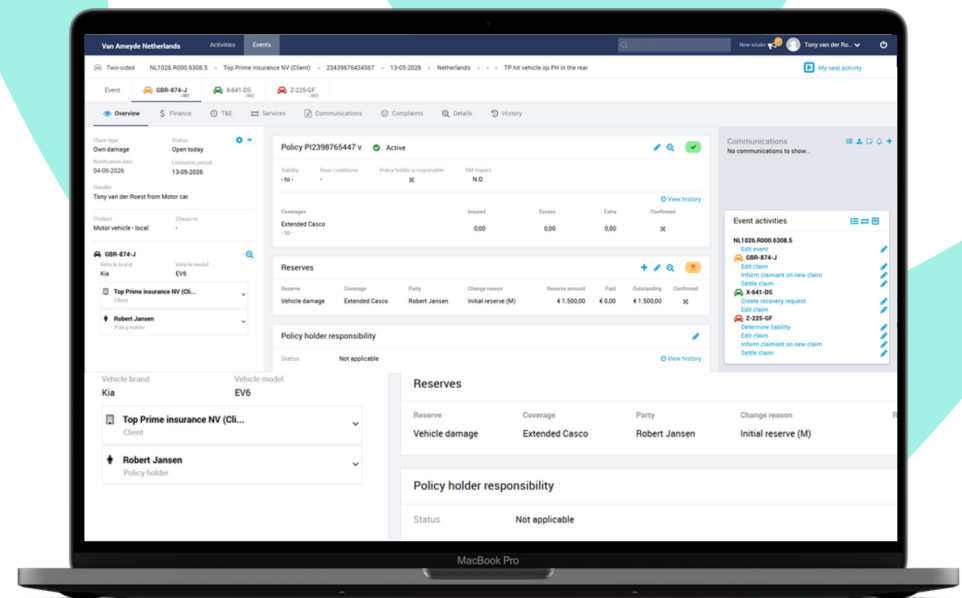 Van Ameyde Netherlands Activities Events New intake Tony van der Ro...
Two-sided NL1026.R000.6308.5 Top Prime insurance NV (Client) 23439676434567 13-05-2026 Netherlands - TP hit vehicle op PH in the rear My next activity
Event GBR-874-J X-641-DS Z-225-GF
-001 -002 -003
Overview Finance T&E Services Communications Complaints Details History
Claim type Status
Own damage Open today
Notification date Limitation period
04-06-2026 13-05-2026
Handler
Tony van der Roest from Motor car
Product Clause nr
Motor vehicle - local -
GBR-874-J
Vehicle brand Vehicle model
Kia EV6
Top Prime insurance NV (Cli...
Client
Robert Jansen
Policy holder
Policy PI2398765447 v. Active
Validity Base conditions Policy holder is responsible BM Impact
- to - - N.D.
View history
Coverages Insured Excess Extra Confirmed
Extended Casco 0,00 0,00 0,00
- to -
Reserves
Reserve Coverage Party Change reason Reserve amount Paid Outstanding Confirmed
Vehicle damage Extended Casco Robert Jansen Initial reserve (M) € 1.500,00 € 0,00 € 1.500,00
Policy holder responsibility
Status Not applicable View history
Communications
No communications to show...
Event activities
NL1026.R000.6308.5
Edit event
GBR-874-J
Edit claim
Inform claimant on new claim
Settle claim
X-641-DS
Create recovery request
Edit claim
Z-225-GF
Determine liability
Edit claim
Inform claimant on new claim
Settle claim
Vehicle brand Vehicle model
Kia EV6
Top Prime insurance NV (Cli...
Client
Robert Jansen
Policy holder
Reserves
Reserve Coverage Party Change reason R
Vehicle damage Extended Casco Robert Jansen Initial reserve (M)
Policy holder responsibility
Status Not applicable
MacBook Pro